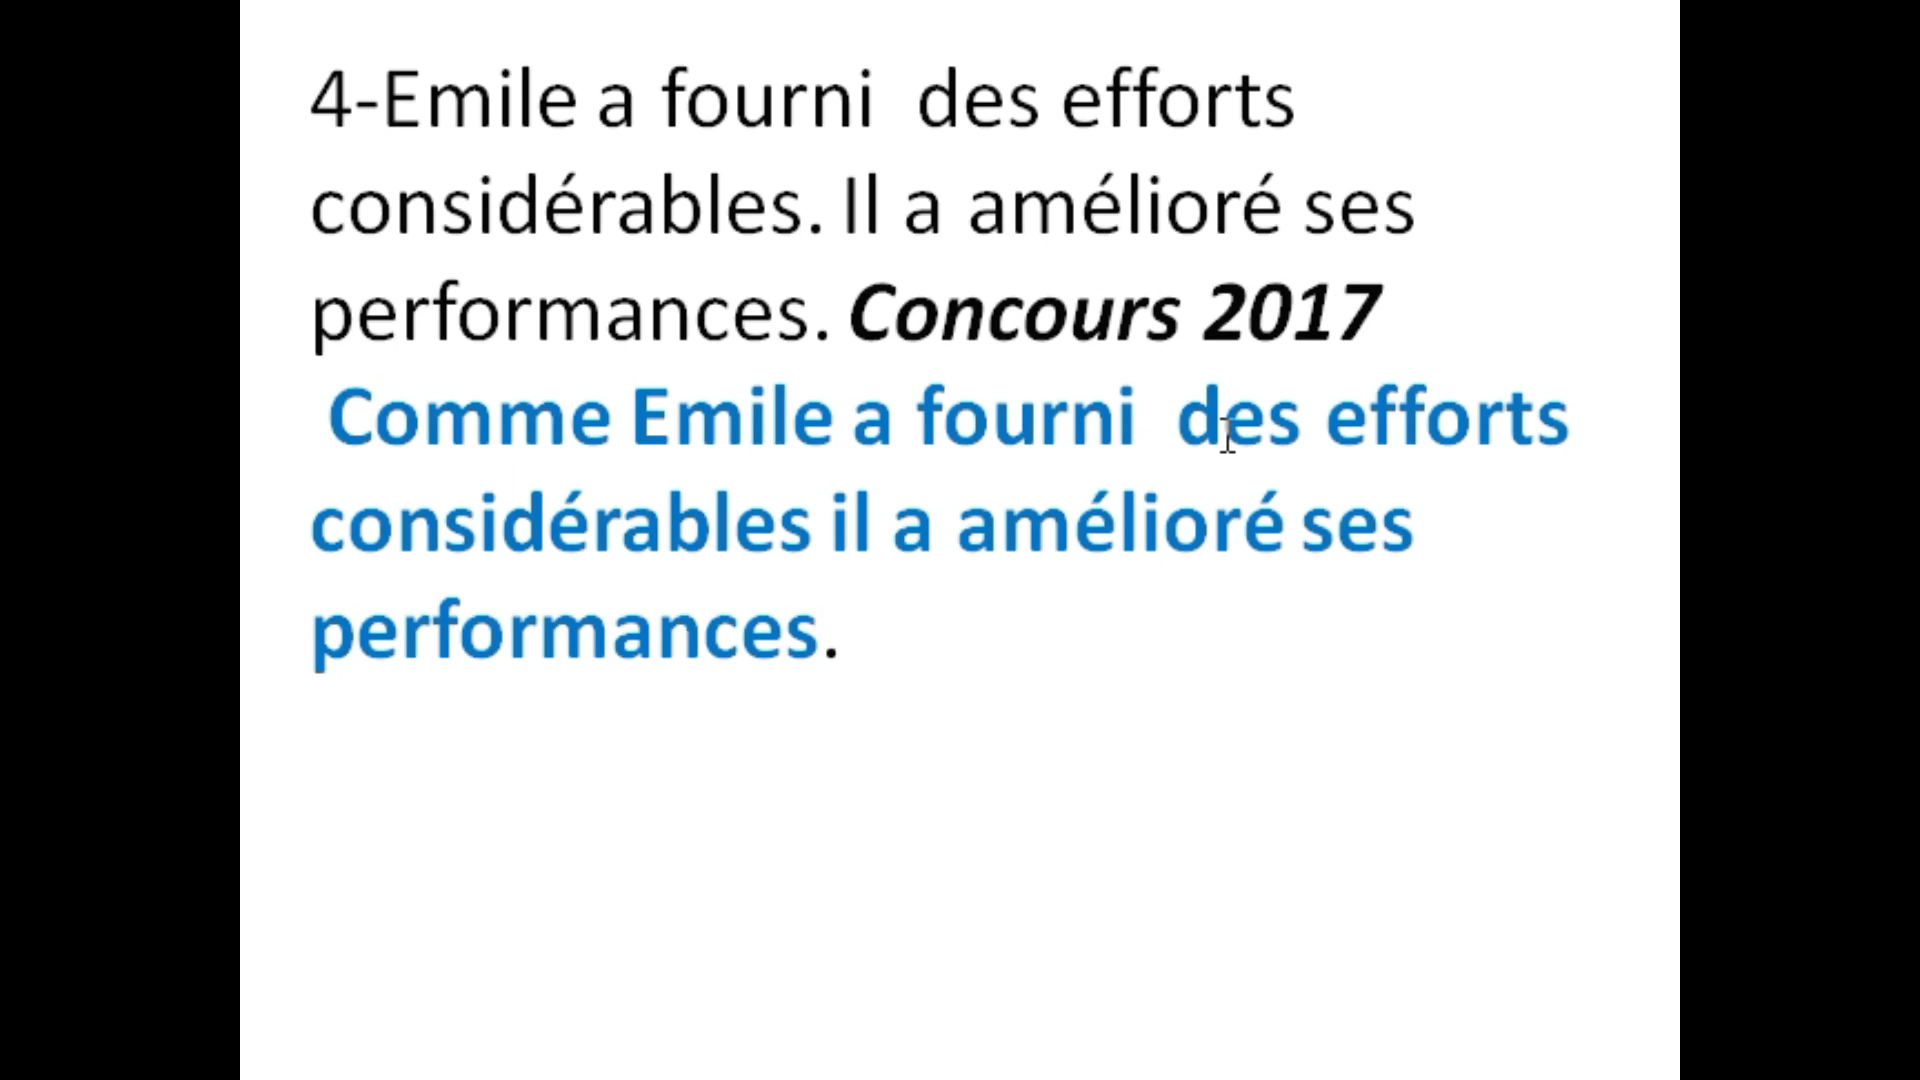 4-Emile a fourni  des efforts
considérables. Il a amélioré ses
performances. Concours 2017
Comme Emile a fourni  des efforts
considérables il a amélioré ses
performances.